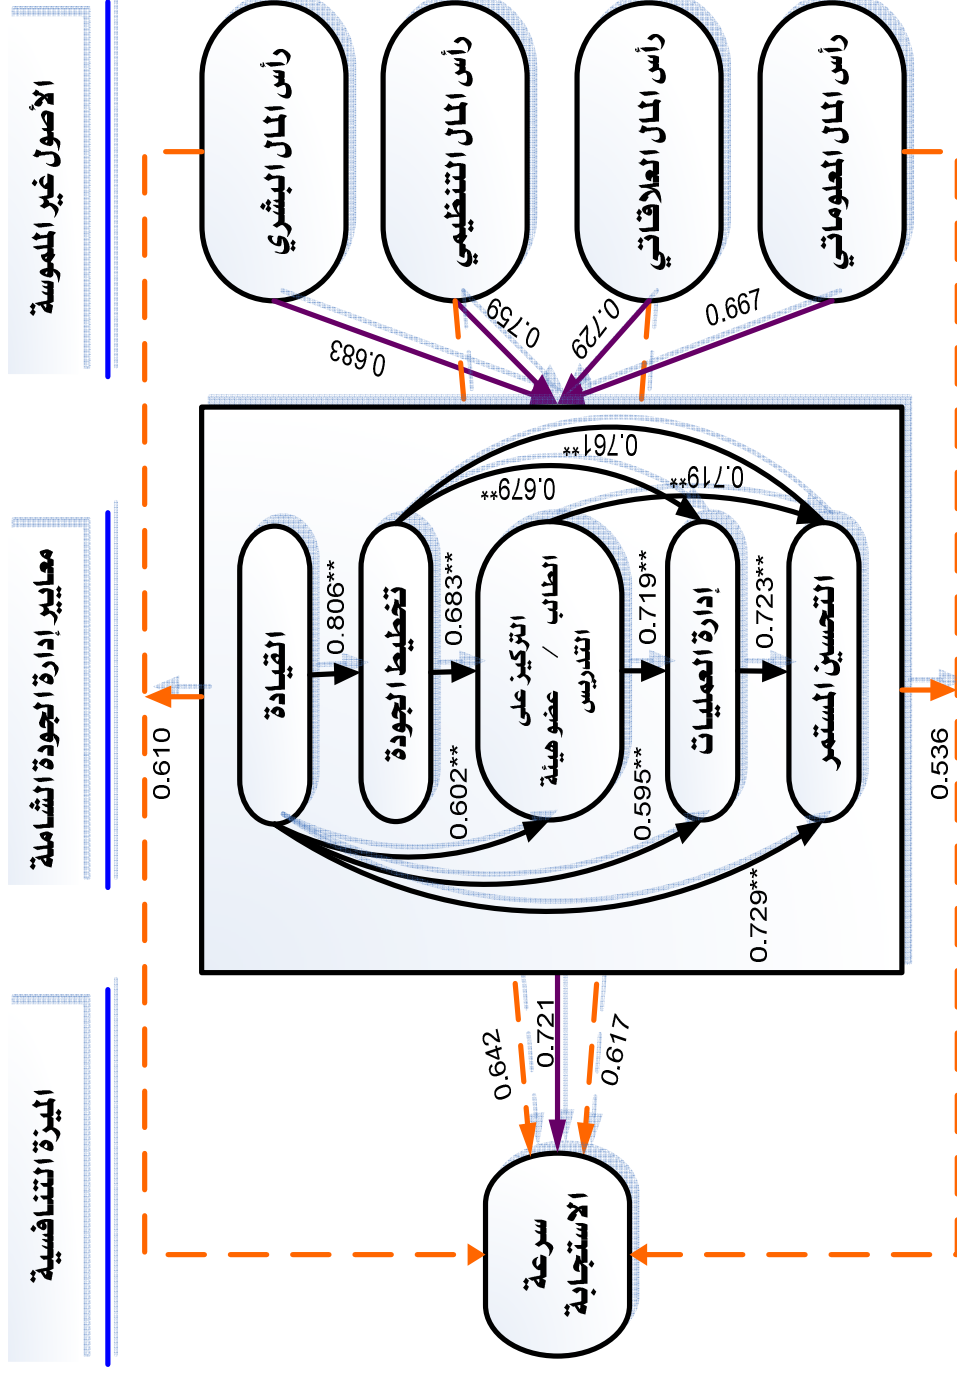 الأصول غير الملموسة
معايير إدارة الجودة الشاملة
الميزة التنافسية
رأس المال البشري
رأس المال التنظيمي
رأس المال العلاقاتي
رأس المال المعلوماتي
0.683
0.759
0.729
0.997
0.610
القيادة
0.806**
تخطيط الجودة
0.683**
0.602**
التركيز على
الطالب / عضو هيئة
التدريس
0.679**
0.761**
0.719**
0.719**
0.595**
إدارة العمليات
0.723**
0.729**
التحسين المستمر
0.536
0.642
0.721
0.617
سرعة
الاستجابة